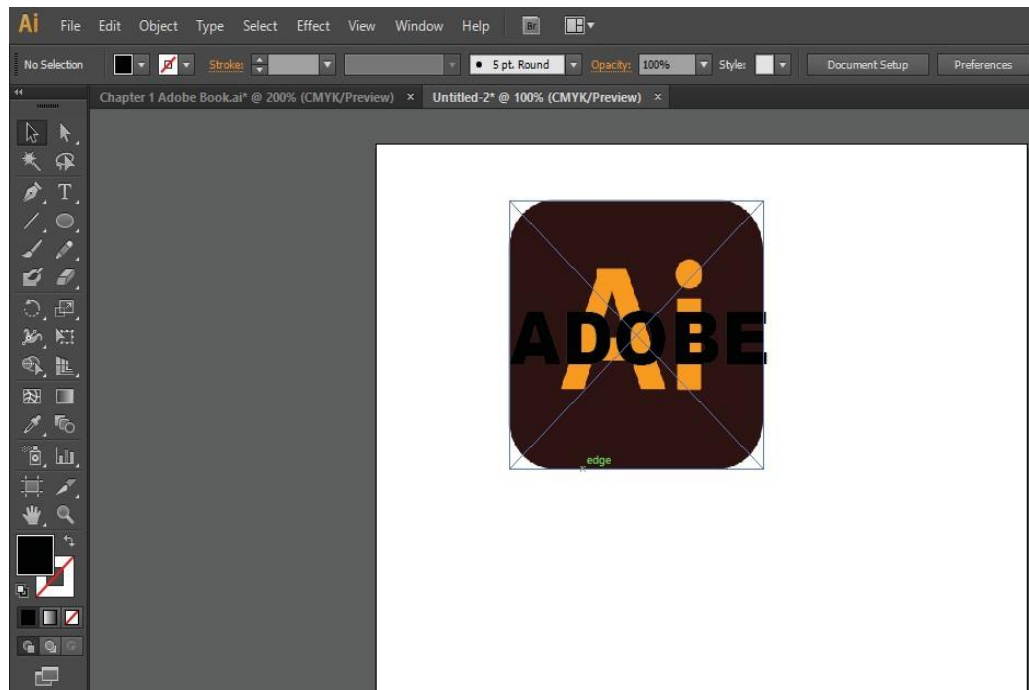 Ai File Edit Object Type Select Effect View Window Help Br
No Selection Stroke: 5 pt. Round Opacity: 100% Style: Document Setup Preferences
Chapter 1 Adobe Book.ai* @ 200% (CMYK/Preview) × Untitled-2* @ 100% (CMYK/Preview) ×
T
Ai
ADOBE
edge